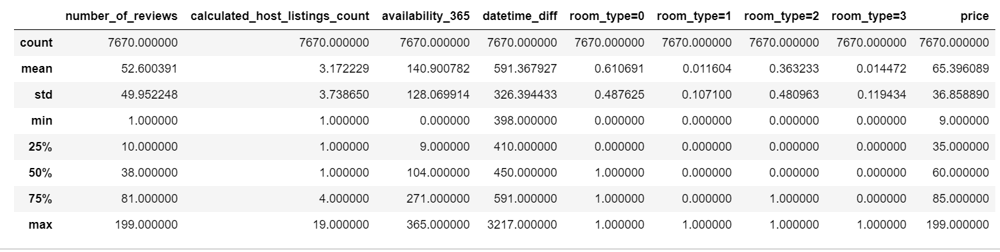 number_of_reviews calculated_host_listings_count availability_365 datetime_diff room_type=0 room_type=1 room_type=2 room_type=3 price
count 7670.000000 7670.000000 7670.000000 7670.000000 7670.000000 7670.000000 7670.000000 7670.000000 7670.000000
mean 52.600391 3.172229 140.900782 591.367927 0.610691 0.011604 0.363233 0.014472 65.396089
std 49.952248 3.738650 128.069914 326.394433 0.487625 0.107100 0.480963 0.119434 36.858890
min 1.000000 1.000000 0.000000 398.000000 0.000000 0.000000 0.000000 0.000000 9.000000
25% 10.000000 1.000000 9.000000 410.000000 0.000000 0.000000 0.000000 0.000000 35.000000
50% 38.000000 1.000000 104.000000 450.000000 1.000000 0.000000 0.000000 0.000000 60.000000
75% 81.000000 4.000000 271.000000 591.000000 1.000000 0.000000 1.000000 0.000000 85.000000
max 199.000000 19.000000 365.000000 3217.000000 1.000000 1.000000 1.000000 1.000000 199.000000